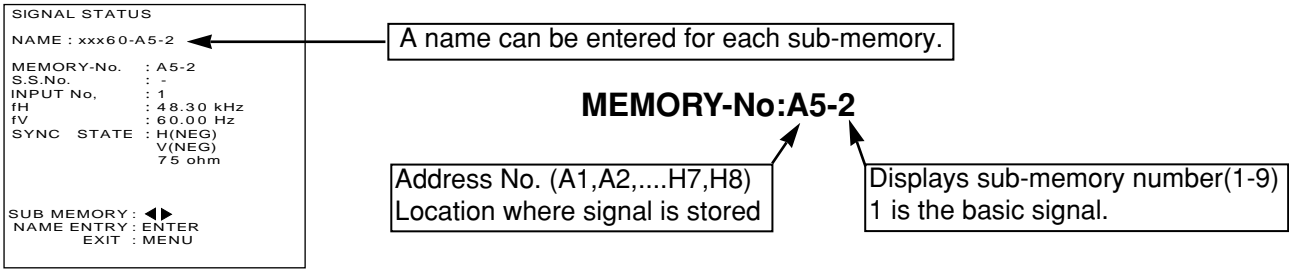 SIGNAL STATUS
NAME : xxx60-A5-2
MEMORY-No. : A5-2
S.S.No. : -
INPUT No, : 1
fH : 48.30 kHz
fV : 60.00 Hz
SYNC STATE : H(NEG)
V(NEG)
75 ohm
SUB MEMORY : ◀▶
NAME ENTRY : ENTER
EXIT : MENU
A name can be entered for each sub-memory.
MEMORY-No:A5-2
Address No. (A1,A2,....H7,H8)
Location where signal is stored
Displays sub-memory number(1-9)
1 is the basic signal.